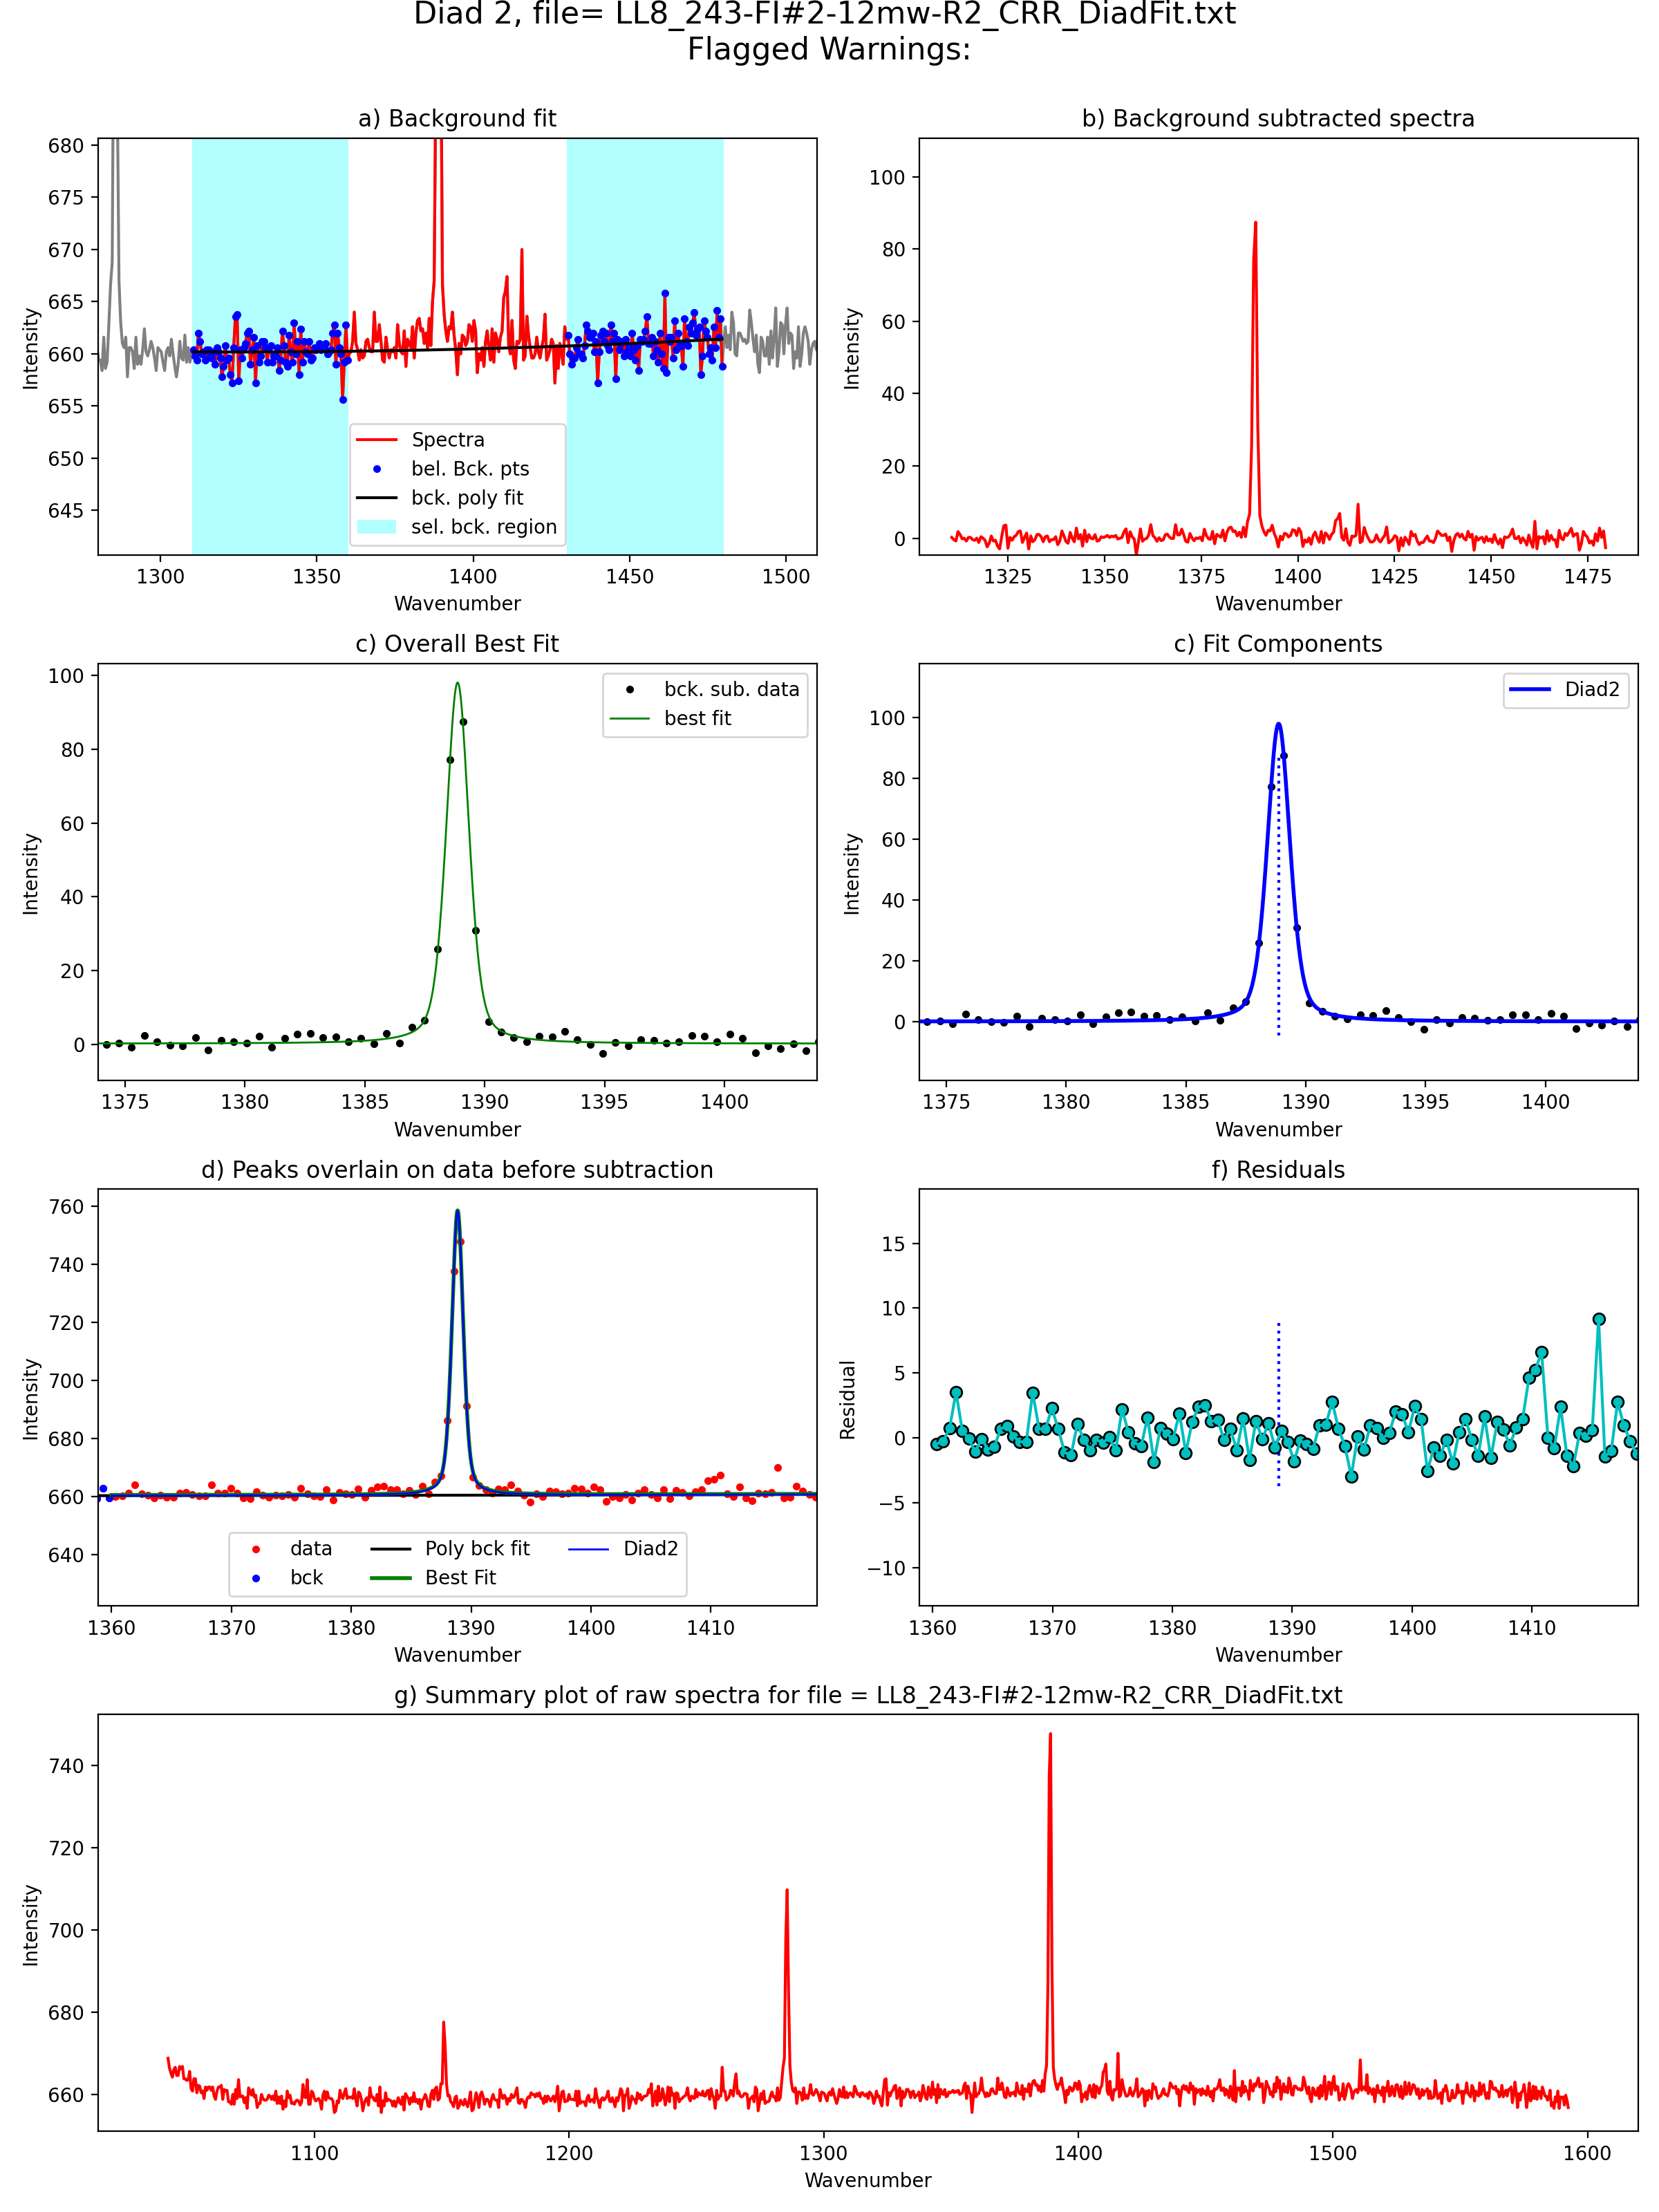 Diad 2, file= LL8_243-FI#2-12mw-R2_CRR_DiadFit.txt
Flagged Warnings:
a) Background fit
680
675
670
665
660
655
650
645
Intensity
Spectra
bel. Bck. pts
bck. poly fit
sel. bck. region
1300 1350 1400 1450 1500
Wavenumber
b) Background subtracted spectra
100
80
60
40
20
0
Intensity
1325 1350 1375 1400 1425 1450 1475
Wavenumber
c) Overall Best Fit
100
80
60
40
20
0
Intensity
bck. sub. data
best fit
1375 1380 1385 1390 1395 1400
Wavenumber
c) Fit Components
100
80
60
40
20
0
Intensity
Diad2
1375 1380 1385 1390 1395 1400
Wavenumber
d) Peaks overlain on data before subtraction
760
740
720
700
680
660
640
Intensity
data
bck
Poly bck fit
Best Fit
Diad2
1360 1370 1380 1390 1400 1410
Wavenumber
f) Residuals
15
10
5
0
−5
−10
Residual
1360 1370 1380 1390 1400 1410
Wavenumber
g) Summary plot of raw spectra for file = LL8_243-FI#2-12mw-R2_CRR_DiadFit.txt
740
720
700
680
660
Intensity
1100 1200 1300 1400 1500 1600
Wavenumber